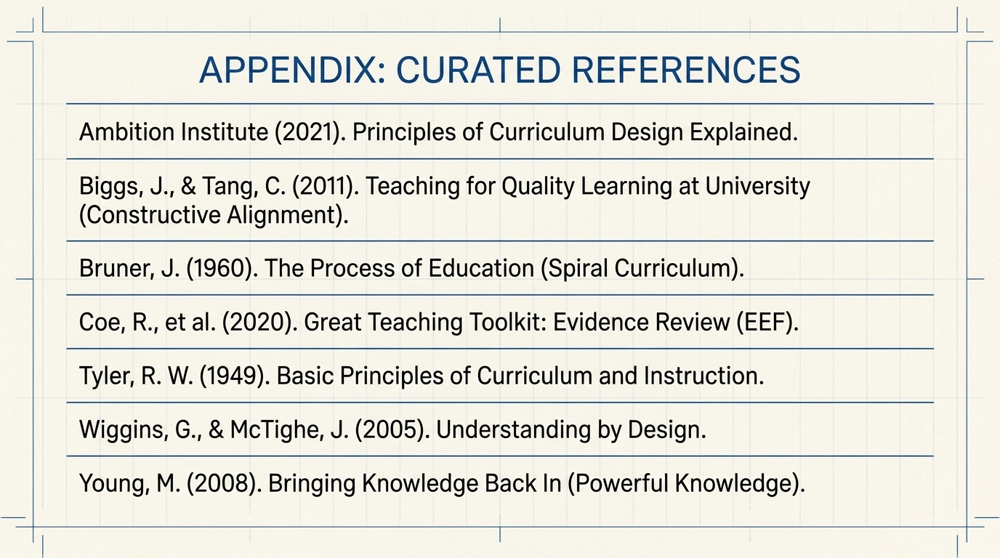 APPENDIX: CURATED REFERENCES
Ambition Institute (2021). Principles of Curriculum Design Explained.
Biggs, J., & Tang, C. (2011). Teaching for Quality Learning at University
(Constructive Alignment).
Bruner, J. (1960). The Process of Education (Spiral Curriculum).
Coe, R., et al. (2020). Great Teaching Toolkit: Evidence Review (EEF).
Tyler, R. W. (1949). Basic Principles of Curriculum and Instruction.
Wiggins, G., & McTighe, J. (2005). Understanding by Design.
Young, M. (2008). Bringing Knowledge Back In (Powerful Knowledge).